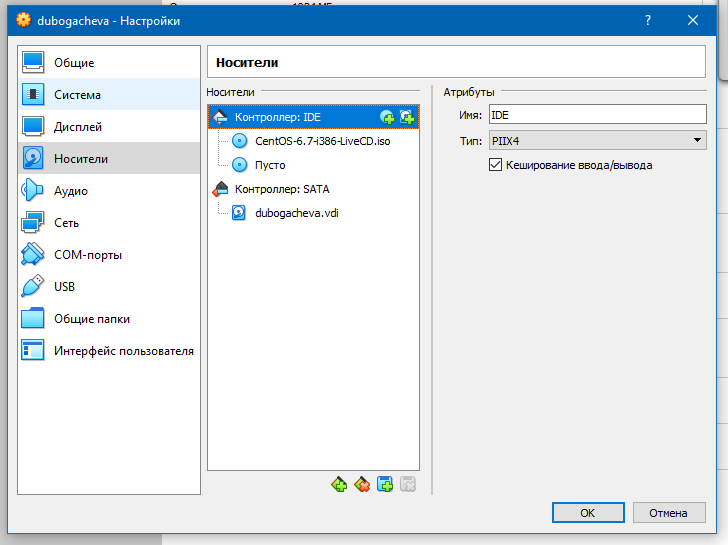 dubogacheva - Настройки
?
Общие
Система
Дисплей
Носители
Аудио
Сеть
COM-порты
USB
Общие папки
Интерфейс пользователя
Носители
Носители
Контроллер: IDE
CentOS-6.7-i386-LiveCD.iso
Пусто
Контроллер: SATA
dubogacheva.vdi
Атрибуты
Имя: IDE
Тип: PIIX4
Кеширование ввода/вывода
OK
Отмена